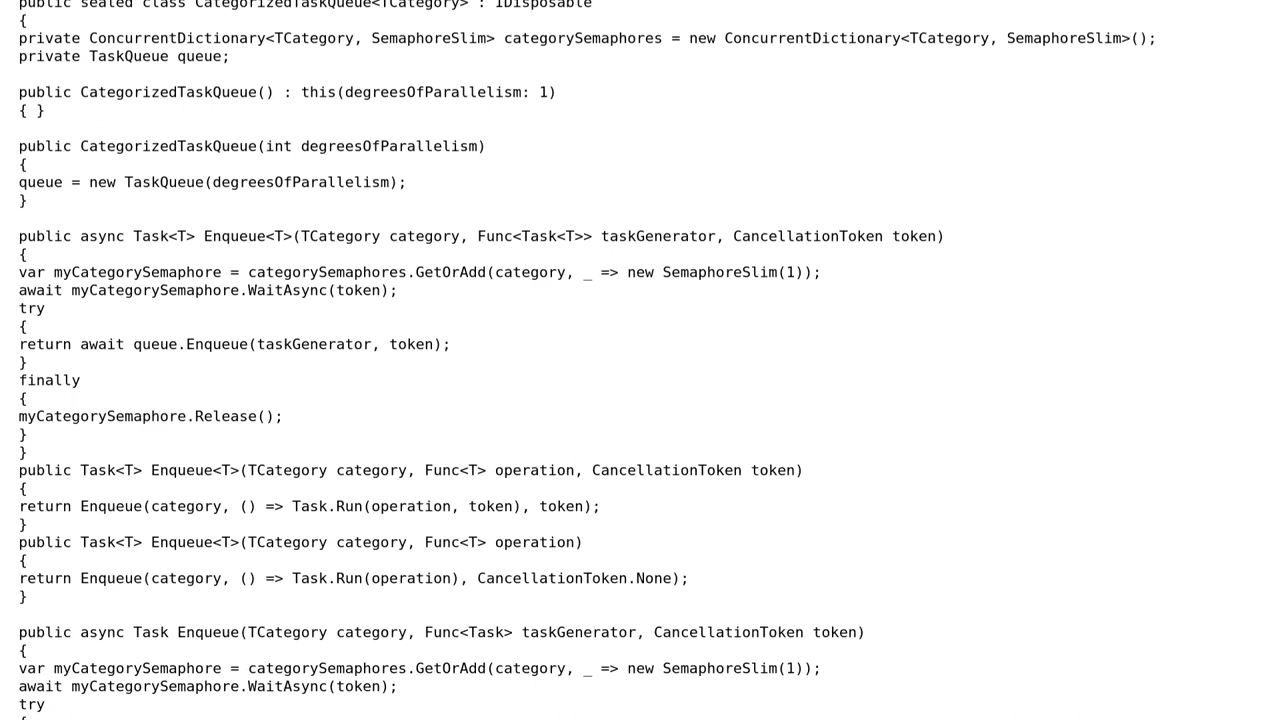 public sealed class CategorizedTaskQueue<TCategory> : IDisposable
{
private ConcurrentDictionary<TCategory, SemaphoreSlim> categorySemaphores = new ConcurrentDictionary<TCategory, SemaphoreSlim>();
private TaskQueue queue;

public CategorizedTaskQueue() : this(degreesOfParallelism: 1)
{ }

public CategorizedTaskQueue(int degreesOfParallelism)
{
queue = new TaskQueue(degreesOfParallelism);
}

public async Task<T> Enqueue<T>(TCategory category, Func<Task<T>> taskGenerator, CancellationToken token)
{
var myCategorySemaphore = categorySemaphores.GetOrAdd(category, _ => new SemaphoreSlim(1));
await myCategorySemaphore.WaitAsync(token);
try
{
return await queue.Enqueue(taskGenerator, token);
}
finally
{
myCategorySemaphore.Release();
}
}
public Task<T> Enqueue<T>(TCategory category, Func<T> operation, CancellationToken token)
{
return Enqueue(category, () => Task.Run(operation, token), token);
}
public Task<T> Enqueue<T>(TCategory category, Func<T> operation)
{
return Enqueue(category, () => Task.Run(operation), CancellationToken.None);
}

public async Task Enqueue(TCategory category, Func<Task> taskGenerator, CancellationToken token)
{
var myCategorySemaphore = categorySemaphores.GetOrAdd(category, _ => new SemaphoreSlim(1));
await myCategorySemaphore.WaitAsync(token);
try
{